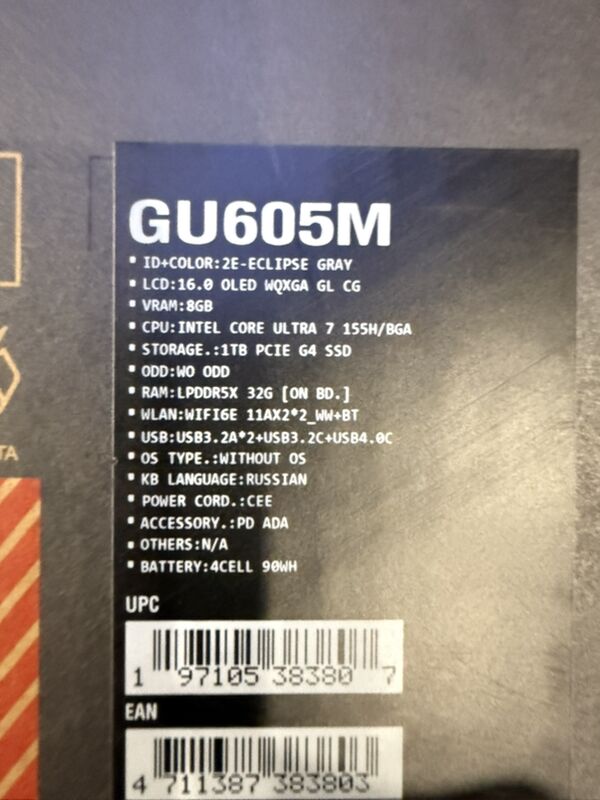 GU605M
• ID+COLOR:2E-ECLIPSE GRAY
• LCD:16.0 OLED WQXGA GL CG
• VRAM:8GB
• CPU:INTEL CORE ULTRA 7 155H/BGA
• STORAGE.:1TB PCIE G4 SSD
• ODD:WO ODD
• RAM:LPDDR5X 32G [ON BD.]
• WLAN:WIFI6E 11AX2*2_WW+BT
• USB:USB3.2A*2+USB3.2C+USB4.0C
• OS TYPE.:WITHOUT OS
• KB LANGUAGE:RUSSIAN
• POWER CORD.:CEE
• ACCESSORY.:PD ADA
• OTHERS:N/A
• BATTERY:4CELL 90WH
TA
UPC
1 97105 38380 7
EAN
4 711387 383803